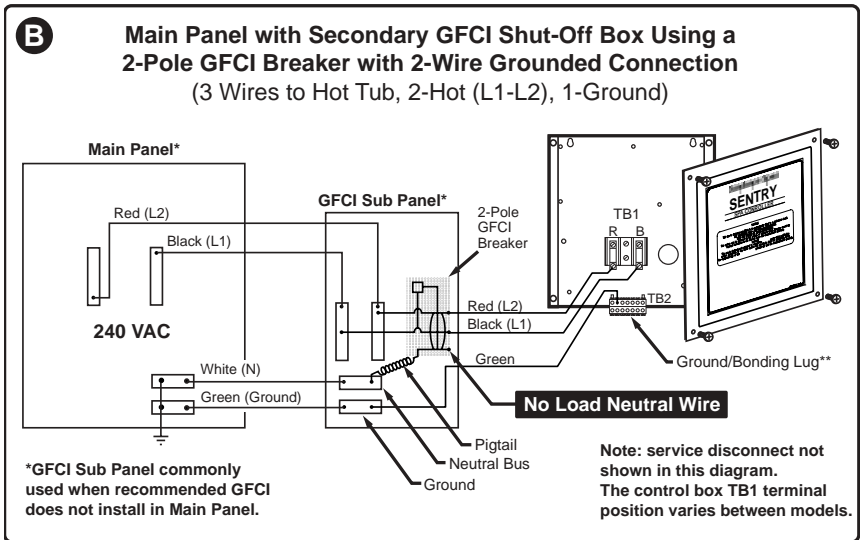 B
Main Panel with Secondary GFCI Shut-Off Box Using a
2-Pole GFCI Breaker with 2-Wire Grounded Connection
(3 Wires to Hot Tub, 2-Hot (L1-L2), 1-Ground)
Main Panel*
Red (L2)
Black (L1)
240 VAC
White (N)
Green (Ground)
GFCI Sub Panel*
2-Pole
GFCI
Breaker
Red (L2)
Black (L1)
Green
TB1
R B
TB2
SENTRY
SPA CONTROLLER
Ground/Bonding Lug**
No Load Neutral Wire
Pigtail
Neutral Bus
Ground
*GFCI Sub Panel commonly
used when recommended GFCI
does not install in Main Panel.
Note: service disconnect not
shown in this diagram.
The control box TB1 terminal
position varies between models.